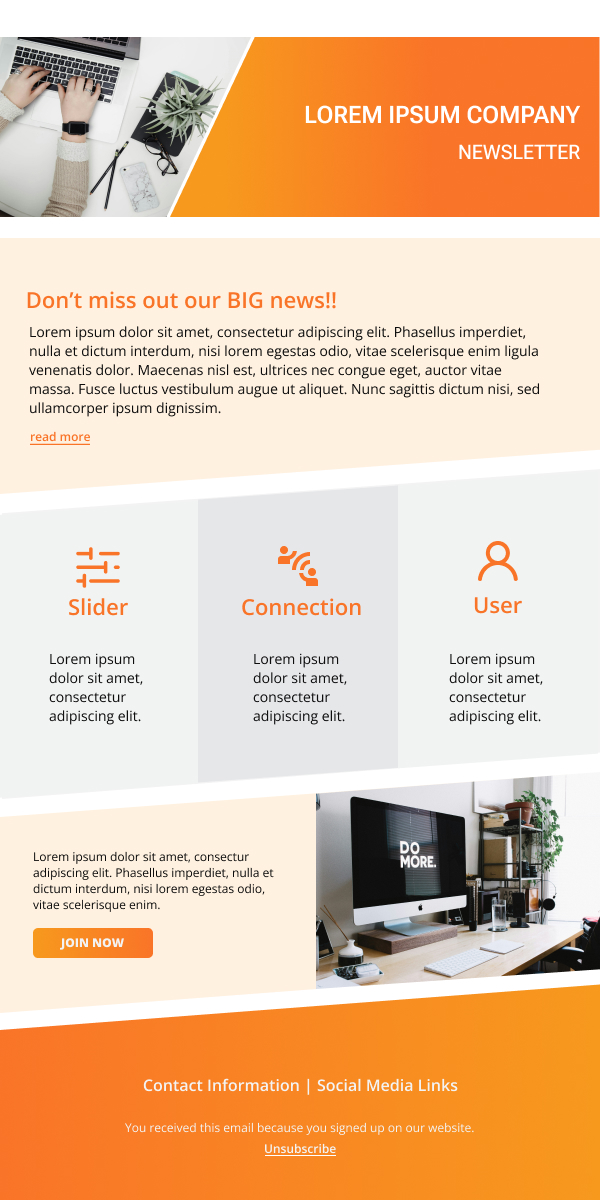 LOREM IPSUM COMPANY
NEWSLETTER
Don’t miss out our BIG news!!
Lorem ipsum dolor sit amet, consectetur adipiscing elit. Phasellus imperdiet,
nulla et dictum interdum, nisi lorem egestas odio, vitae scelerisque enim ligula
venenatis dolor. Maecenas nisl est, ultrices nec congue eget, auctor vitae
massa. Fusce luctus vestibulum augue ut aliquet. Nunc sagittis dictum nisi, sed
ullamcorper ipsum dignissim.
read more
Slider
Lorem ipsum
dolor sit amet,
consectetur
adipiscing elit.
Connection
Lorem ipsum
dolor sit amet,
consectetur
adipiscing elit.
User
Lorem ipsum
dolor sit amet,
consectetur
adipiscing elit.
Lorem ipsum dolor sit amet, consectur
adipiscing elit. Phasellus imperdiet, nulla et
dictum interdum, nisi lorem egestas odio,
vitae scelerisque enim.
JOIN NOW
DO
MORE.
Contact Information | Social Media Links
You received this email because you signed up on our website.
Unsubscribe